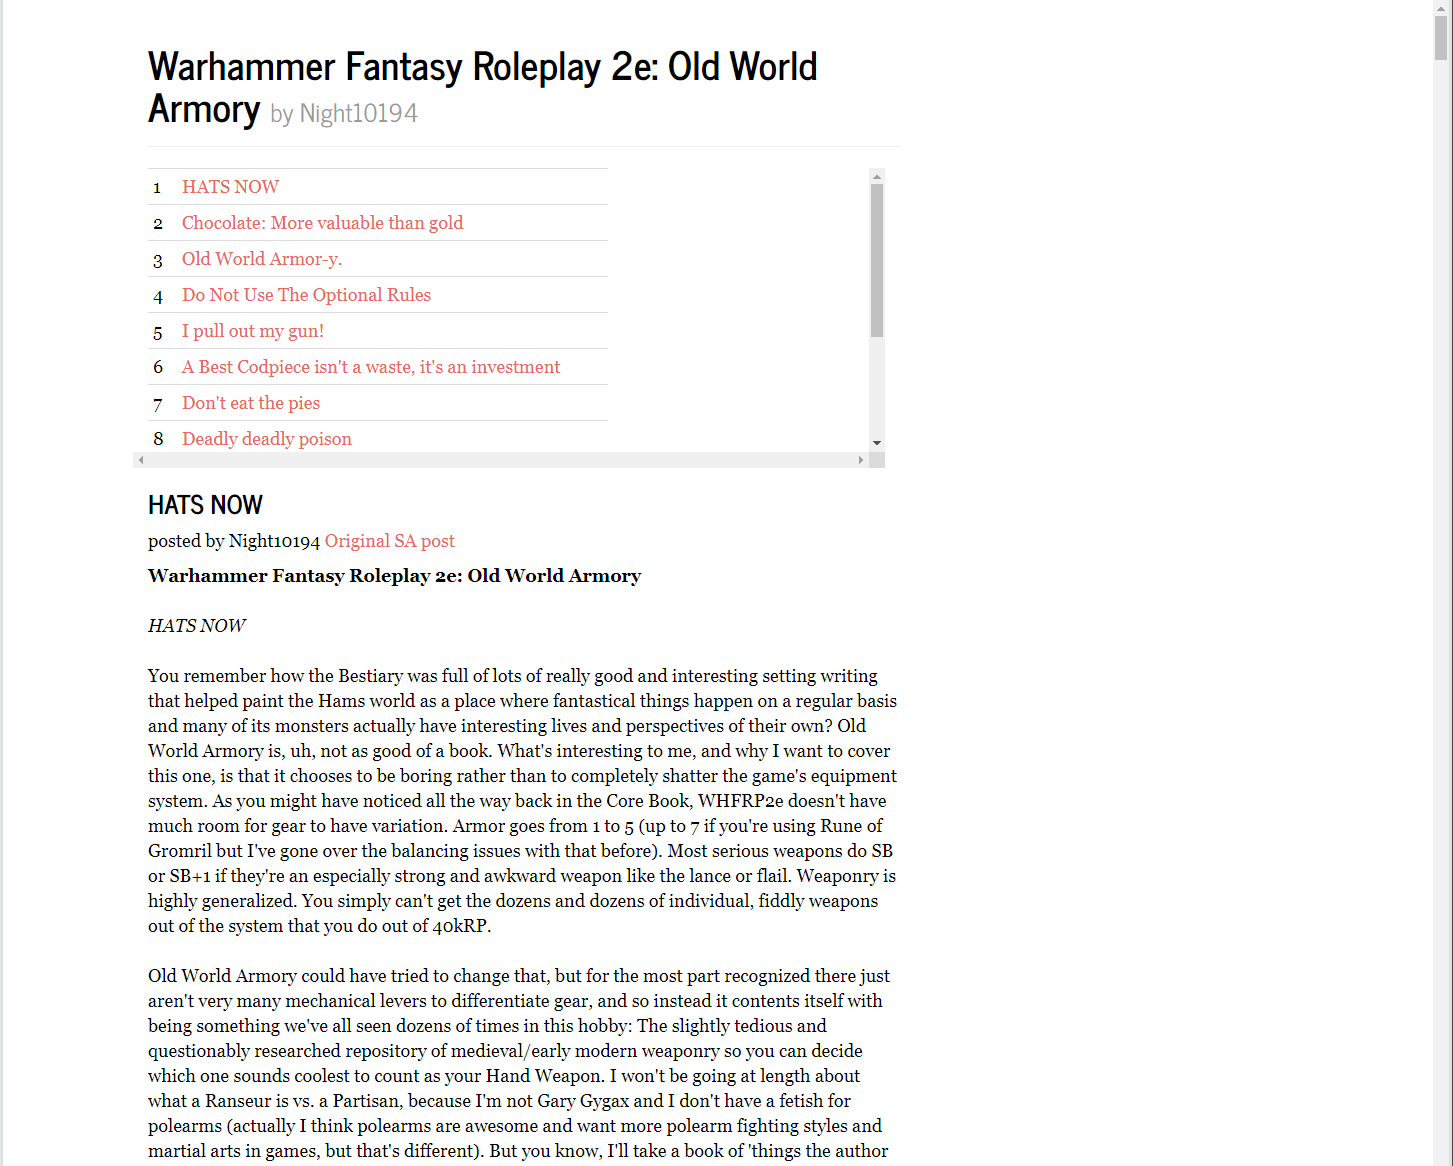 Warhammer Fantasy Roleplay 2e: Old World
Armory by Night10194
1 HATS NOW
2 Chocolate: More valuable than gold
3 Old World Armor-y.
4 Do Not Use The Optional Rules
5 I pull out my gun!
6 A Best Codpiece isn't a waste, it's an investment
7 Don't eat the pies
8 Deadly deadly poison
HATS NOW
posted by Night10194 Original SA post
Warhammer Fantasy Roleplay 2e: Old World Armory
HATS NOW
You remember how the Bestiary was full of lots of really good and interesting setting writing
that helped paint the Hams world as a place where fantastical things happen on a regular basis
and many of its monsters actually have interesting lives and perspectives of their own? Old
World Armory is, uh, not as good of a book. What's interesting to me, and why I want to cover
this one, is that it chooses to be boring rather than to completely shatter the game's equipment
system. As you might have noticed all the way back in the Core Book, WHFRP2e doesn't have
much room for gear to have variation. Armor goes from 1 to 5 (up to 7 if you're using Rune of
Gromril but I've gone over the balancing issues with that before). Most serious weapons do SB
or SB+1 if they're an especially strong and awkward weapon like the lance or flail. Weaponry is
highly generalized. You simply can't get the dozens and dozens of individual, fiddly weapons
out of the system that you do out of 40kRP.
Old World Armory could have tried to change that, but for the most part recognized there just
aren't very many mechanical levers to differentiate gear, and so instead it contents itself with
being something we've all seen dozens of times in this hobby: The slightly tedious and
questionably researched repository of medieval/early modern weaponry so you can decide
which one sounds coolest to count as your Hand Weapon. I won't be going at length about
what a Ranseur is vs. a Partisan, because I'm not Gary Gygax and I don't have a fetish for
polearms (actually I think polearms are awesome and want more polearm fighting styles and
martial arts in games, but that's different). But you know, I'll take a book of 'things the author